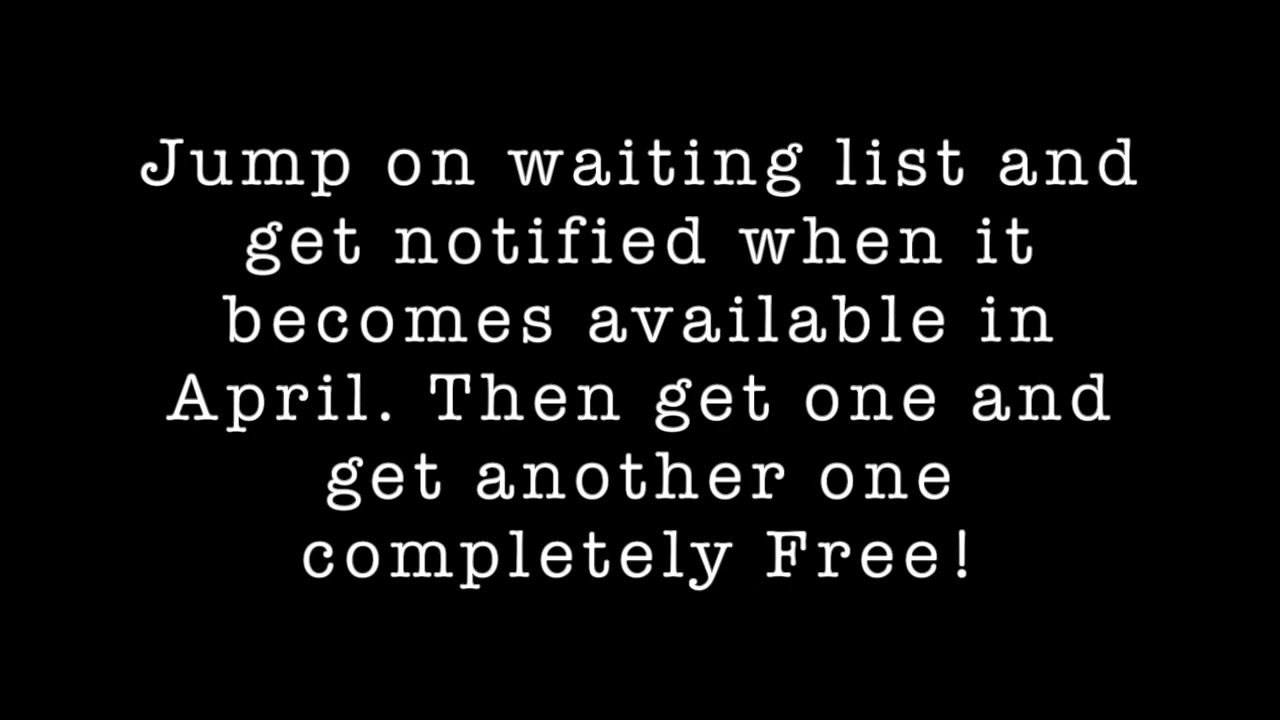 Jump on waiting list and
get notified when it
becomes available in
April. Then get one and
get another one
completely Free!